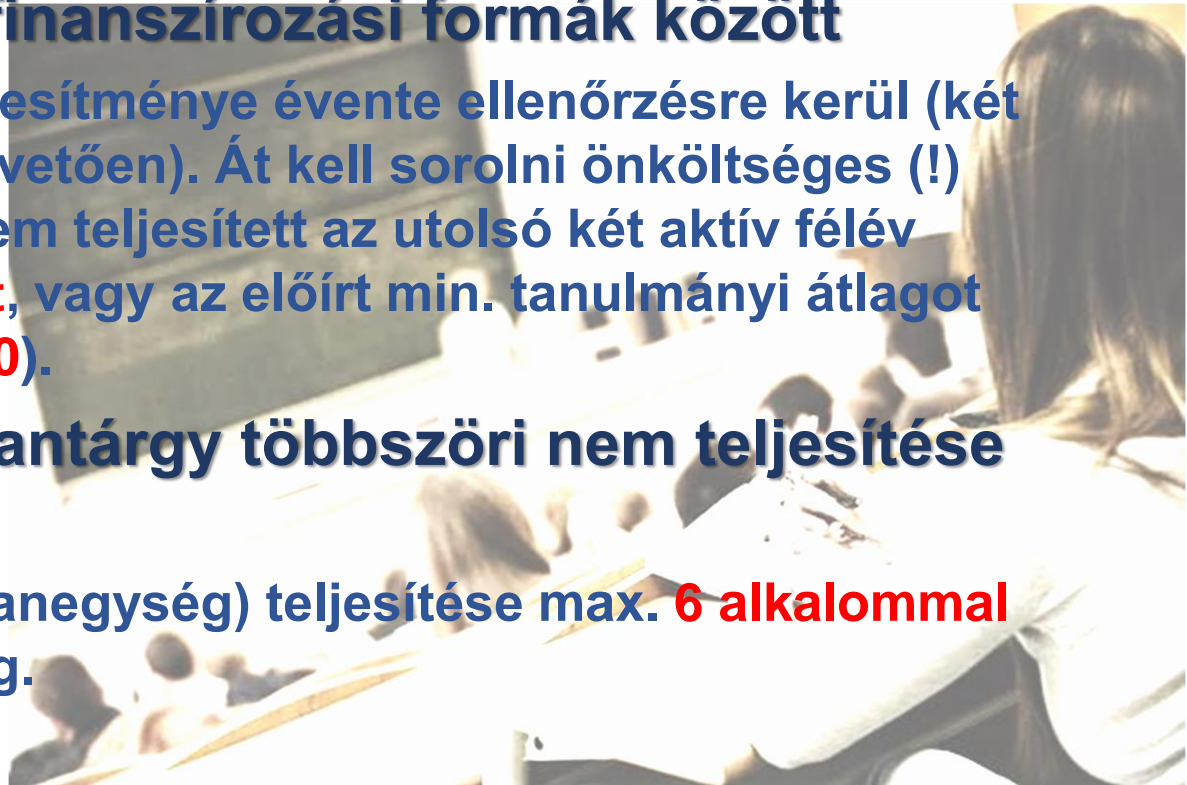 finanszírozási formák között
esítménye évente ellenőrzésre kerül (két
vetően). Át kell sorolni önköltséges (!)
em teljesített az utolsó két aktív félév
t, vagy az előírt min. tanulmányi átlagot
0).
antárgy többszöri nem teljesítése
anegység) teljesítése max. 6 alkalommal
g.